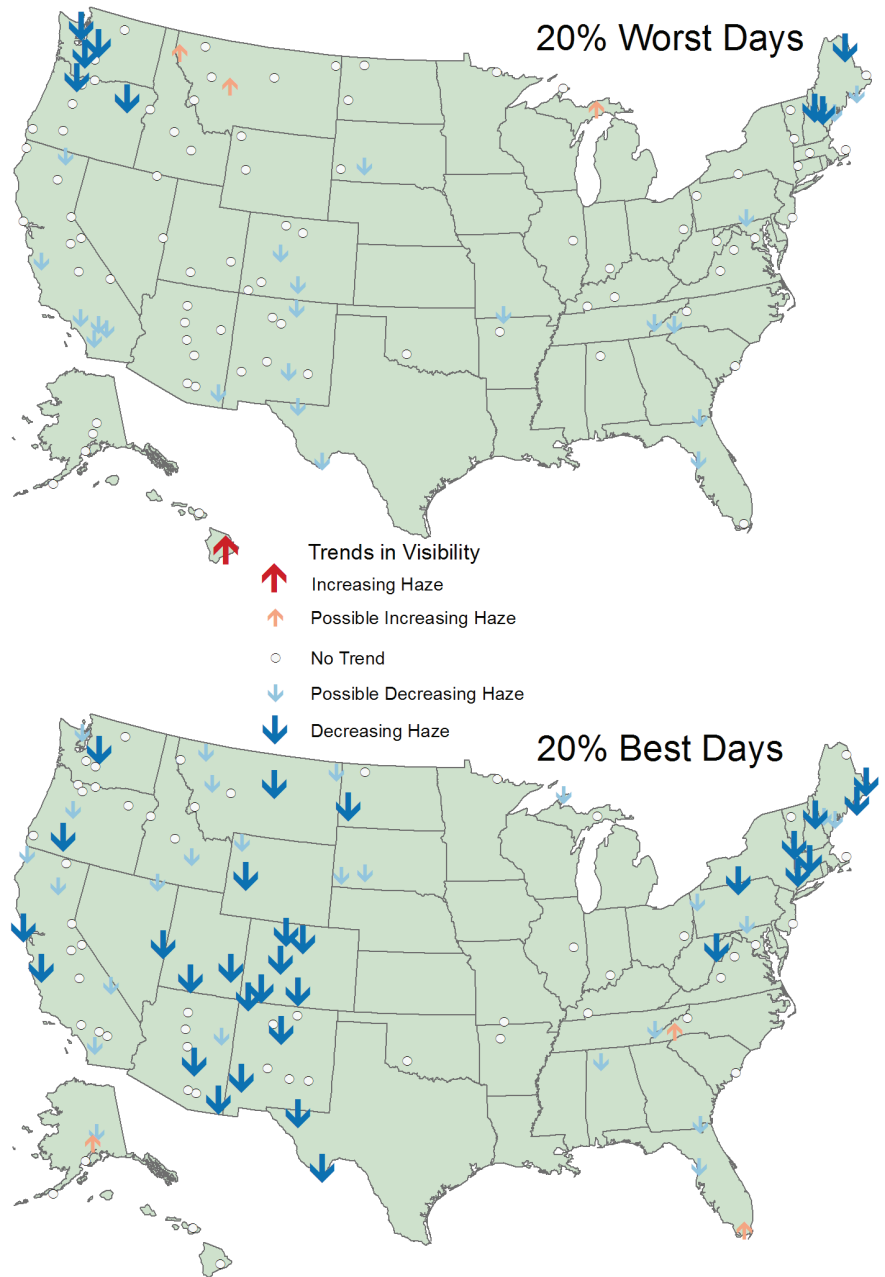 20% Worst Days
Trends in Visibility
Increasing Haze
Possible Increasing Haze
No Trend
Possible Decreasing Haze
Decreasing Haze
20% Best Days